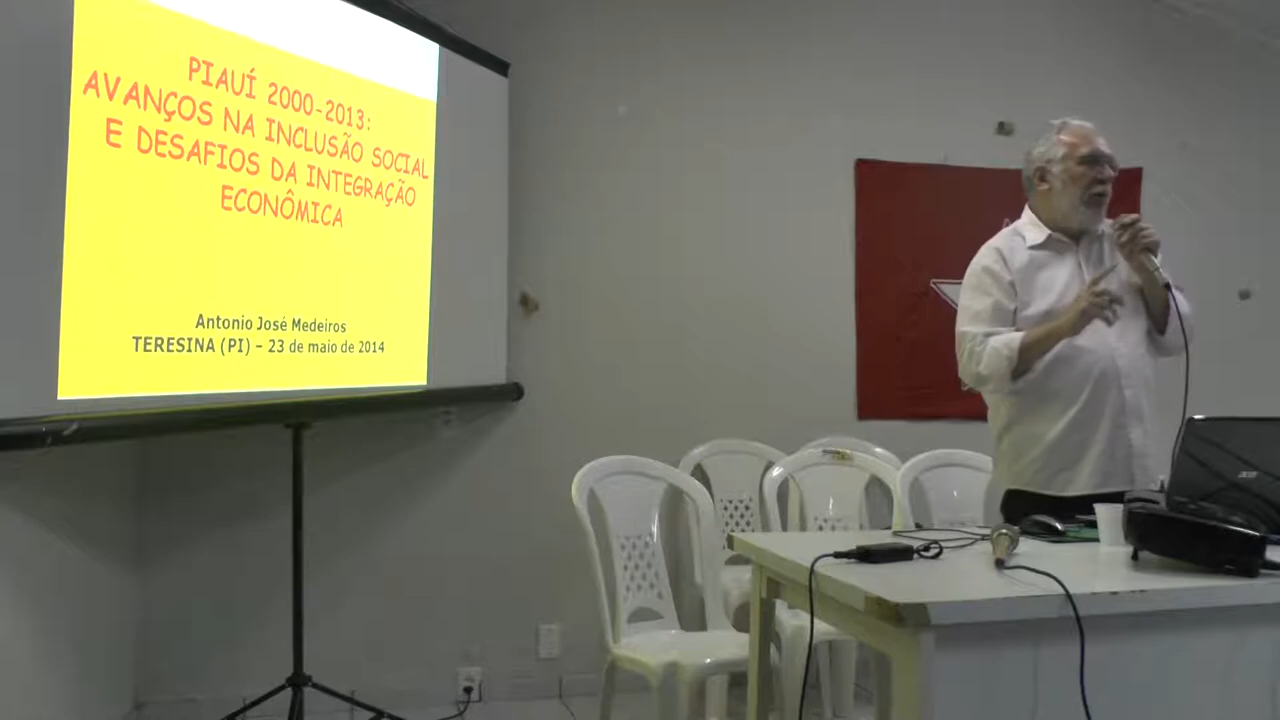 PIAUÍ 2000-2013:
AVANÇOS NA INCLUSÃO SOCIAL
E DESAFIOS DA INTEGRAÇÃO
ECONÔMICA
Antonio José Medeiros
TERESINA (PI) – 23 de maio de 2014
acer